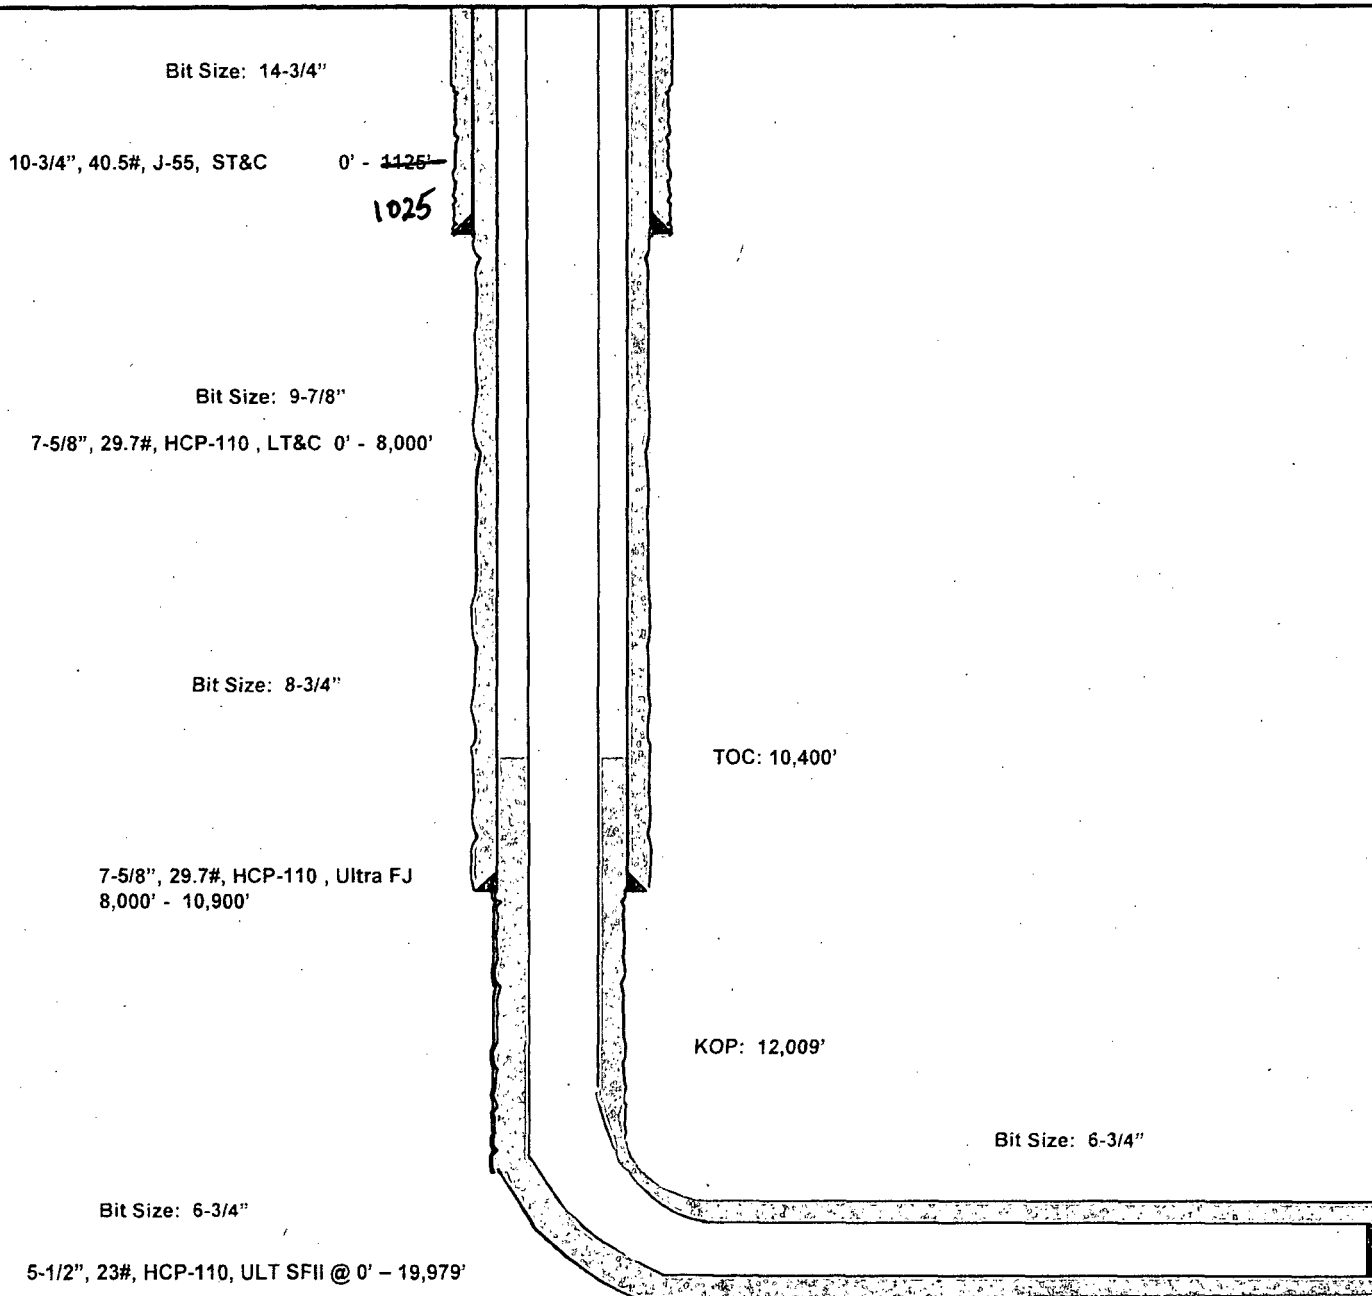 Bit Size: 14-3/4"
10-3/4", 40.5#, J-55, ST&C 0' - 1125'
1025
Bit Size: 9-7/8"
7-5/8", 29.7#, HCP-110 , LT&C 0' - 8,000'
Bit Size: 8-3/4"
TOC: 10,400'
7-5/8", 29.7#, HCP-110 , Ultra FJ
8,000' - 10,900'
KOP: 12,009'
Bit Size: 6-3/4"
Bit Size: 6-3/4"
5-1/2", 23#, HCP-110, ULT SFII @ 0' – 19,979'